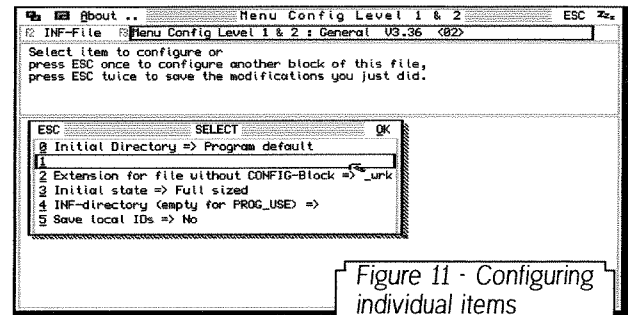 About .. Menu Config Level 1 & 2 ESC Zzz
F2 INF-File F3 Menu Config Level 1 & 2 : General V3.36 <02>
Select item to configure or
press ESC once to configure another block of this file,
press ESC twice to save the modifications you just did.
ESC SELECT OK
0 Initial Directory => Program default
1
2 Extension for file without CONFIG-Block => _wrk
3 Initial state => Full sized
4 INF-directory (empty for PROG_USE) =>
5 Save local IDs => No
Figure 11 - Configuring
individual items